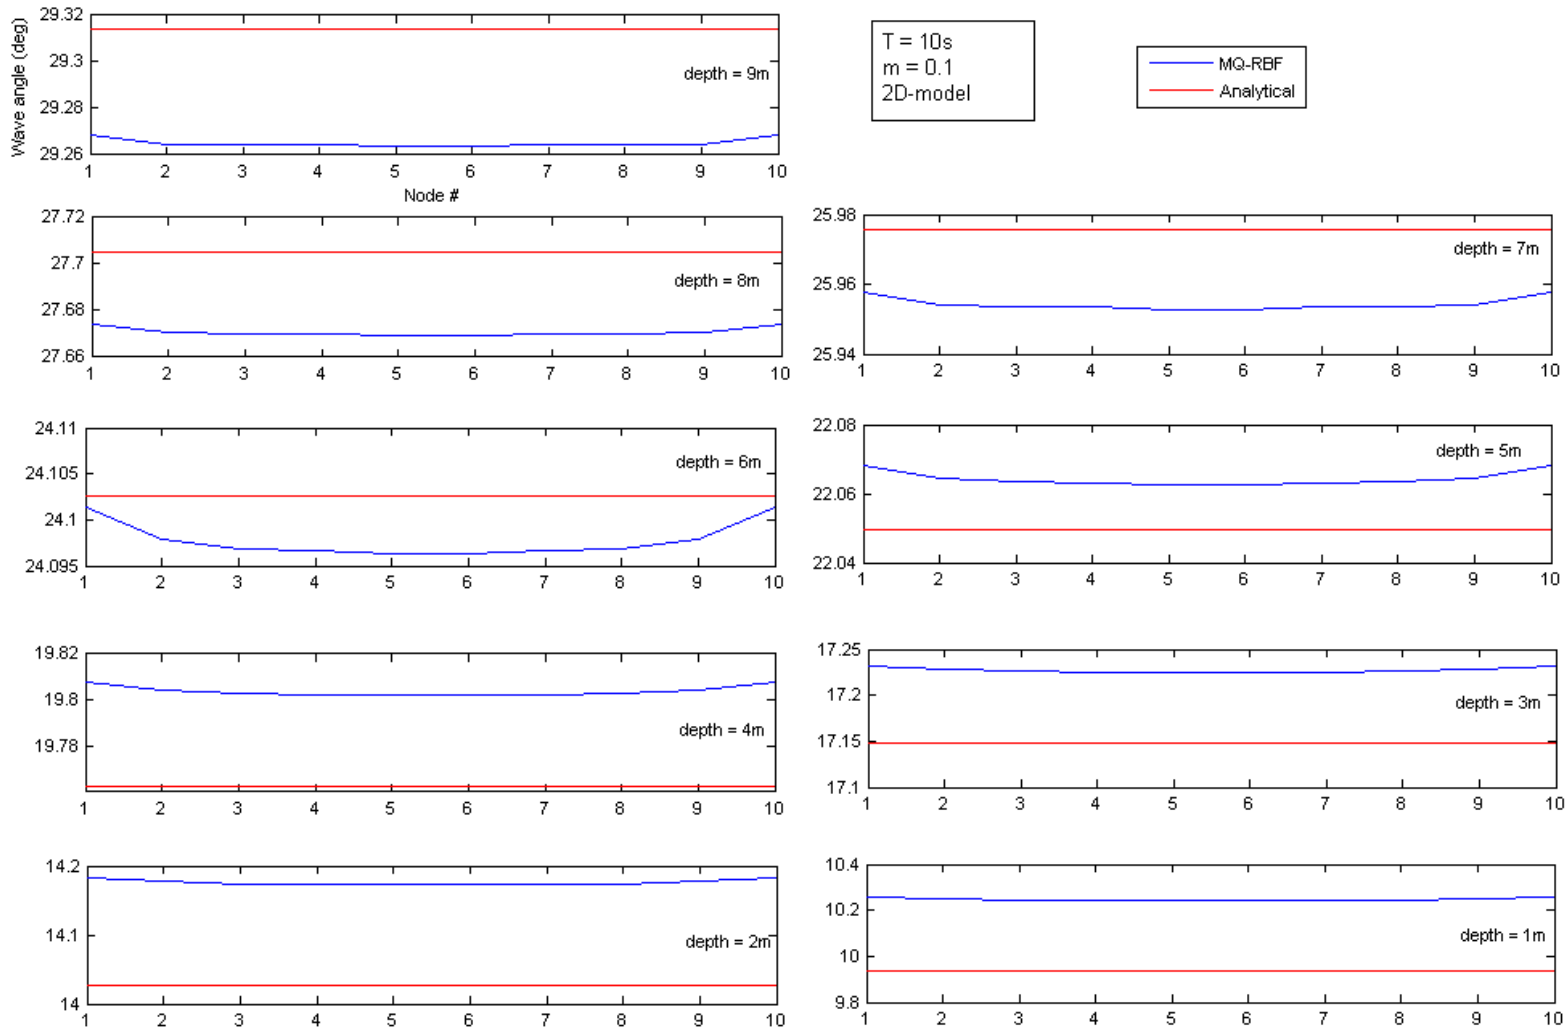 29.32
29.3
29.28
29.26
Wave angle (deg)
depth = 9m
1 2 3 4 5 6 7 8 9 10
Node #
T = 10s
m = 0.1
2D-model
MQ-RBF
Analytical
27.72
27.7
27.68
27.66
depth = 8m
1 2 3 4 5 6 7 8 9 10
25.98
25.96
25.94
depth = 7m
1 2 3 4 5 6 7 8 9 10
24.11
24.105
24.1
24.095
depth = 6m
1 2 3 4 5 6 7 8 9 10
22.08
22.06
22.04
depth = 5m
1 2 3 4 5 6 7 8 9 10
19.82
19.8
19.78
depth = 4m
1 2 3 4 5 6 7 8 9 10
17.25
17.2
17.15
17.1
depth = 3m
1 2 3 4 5 6 7 8 9 10
14.2
14.1
14
depth = 2m
1 2 3 4 5 6 7 8 9 10
10.4
10.2
10
9.8
depth = 1m
1 2 3 4 5 6 7 8 9 10